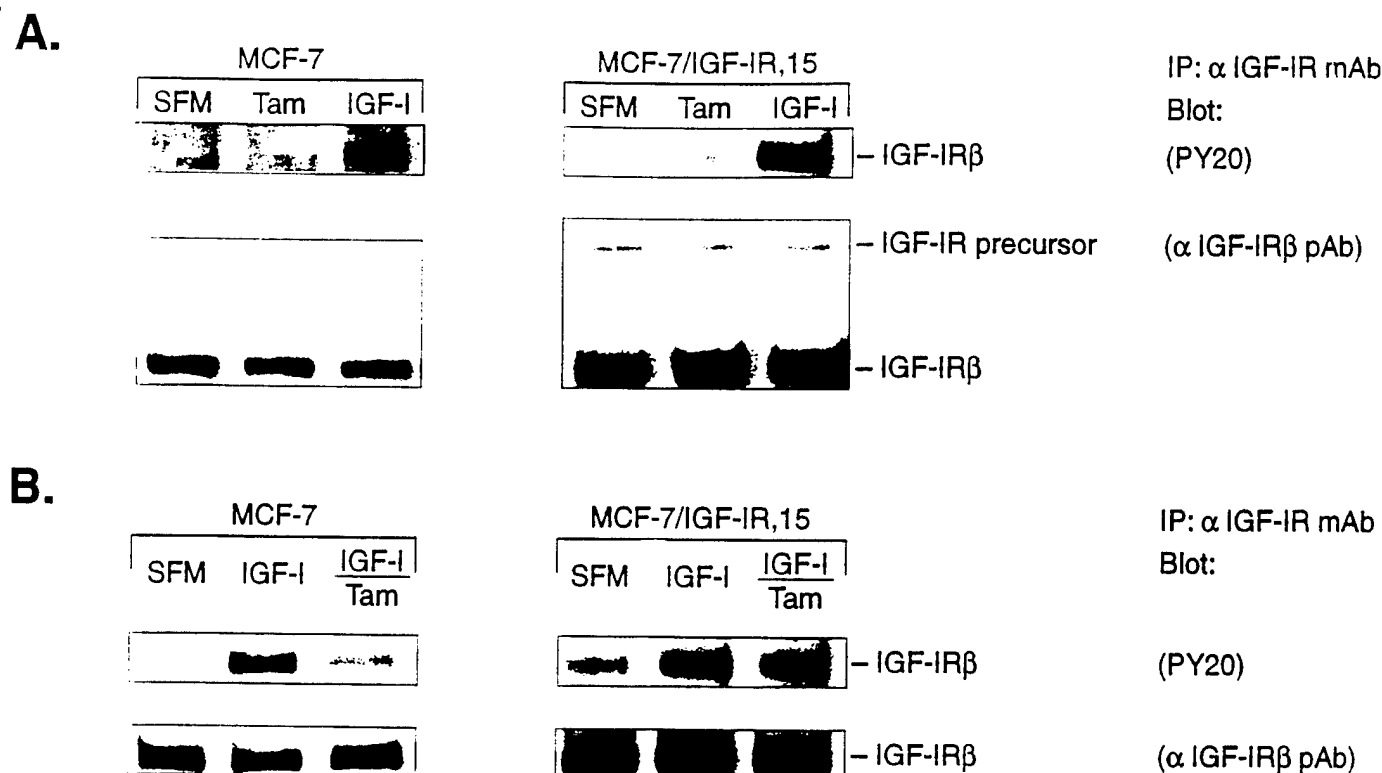 A.
MCF-7
MCF-7/IGF-IR,15
IP: α IGF-IR mAb
SFM Tam IGF-I
SFM Tam IGF-I
Blot:
– IGF-IRβ
(PY20)
– IGF-IR precursor
(α IGF-IRβ pAb)
– IGF-IRβ
B.
MCF-7
MCF-7/IGF-IR,15
IP: α IGF-IR mAb
SFM IGF-I IGF-I
Tam
SFM IGF-I IGF-I
Tam
Blot:
– IGF-IRβ
(PY20)
– IGF-IRβ
(α IGF-IRβ pAb)